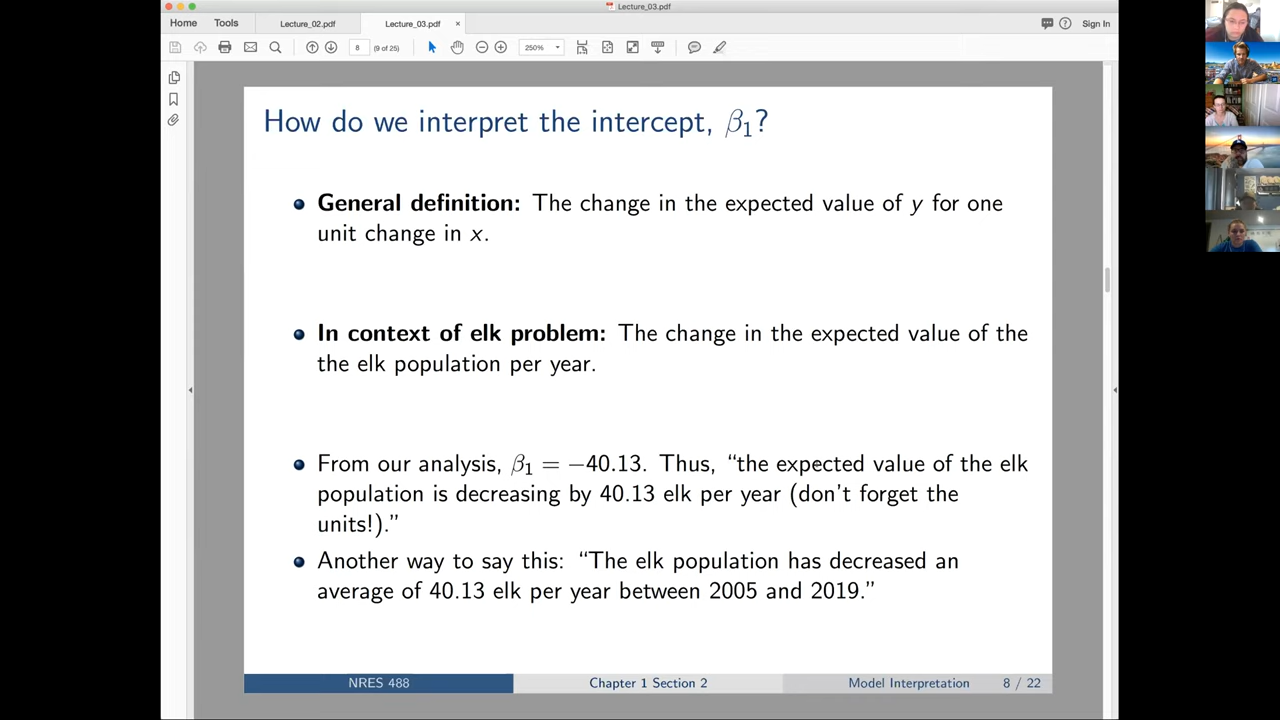 Lecture_03.pdf
Home Tools Lecture_02.pdf Lecture_03.pdf × Sign In
8 (9 of 25) 250%
How do we interpret the intercept, β₁?
General definition: The change in the expected value of y for one
unit change in x.
In context of elk problem: The change in the expected value of the
the elk population per year.
From our analysis, β₁ = −40.13. Thus, “the expected value of the elk
population is decreasing by 40.13 elk per year (don’t forget the
units!).”
Another way to say this: “The elk population has decreased an
average of 40.13 elk per year between 2005 and 2019.”
NRES 488 Chapter 1 Section 2 Model Interpretation 8 / 22